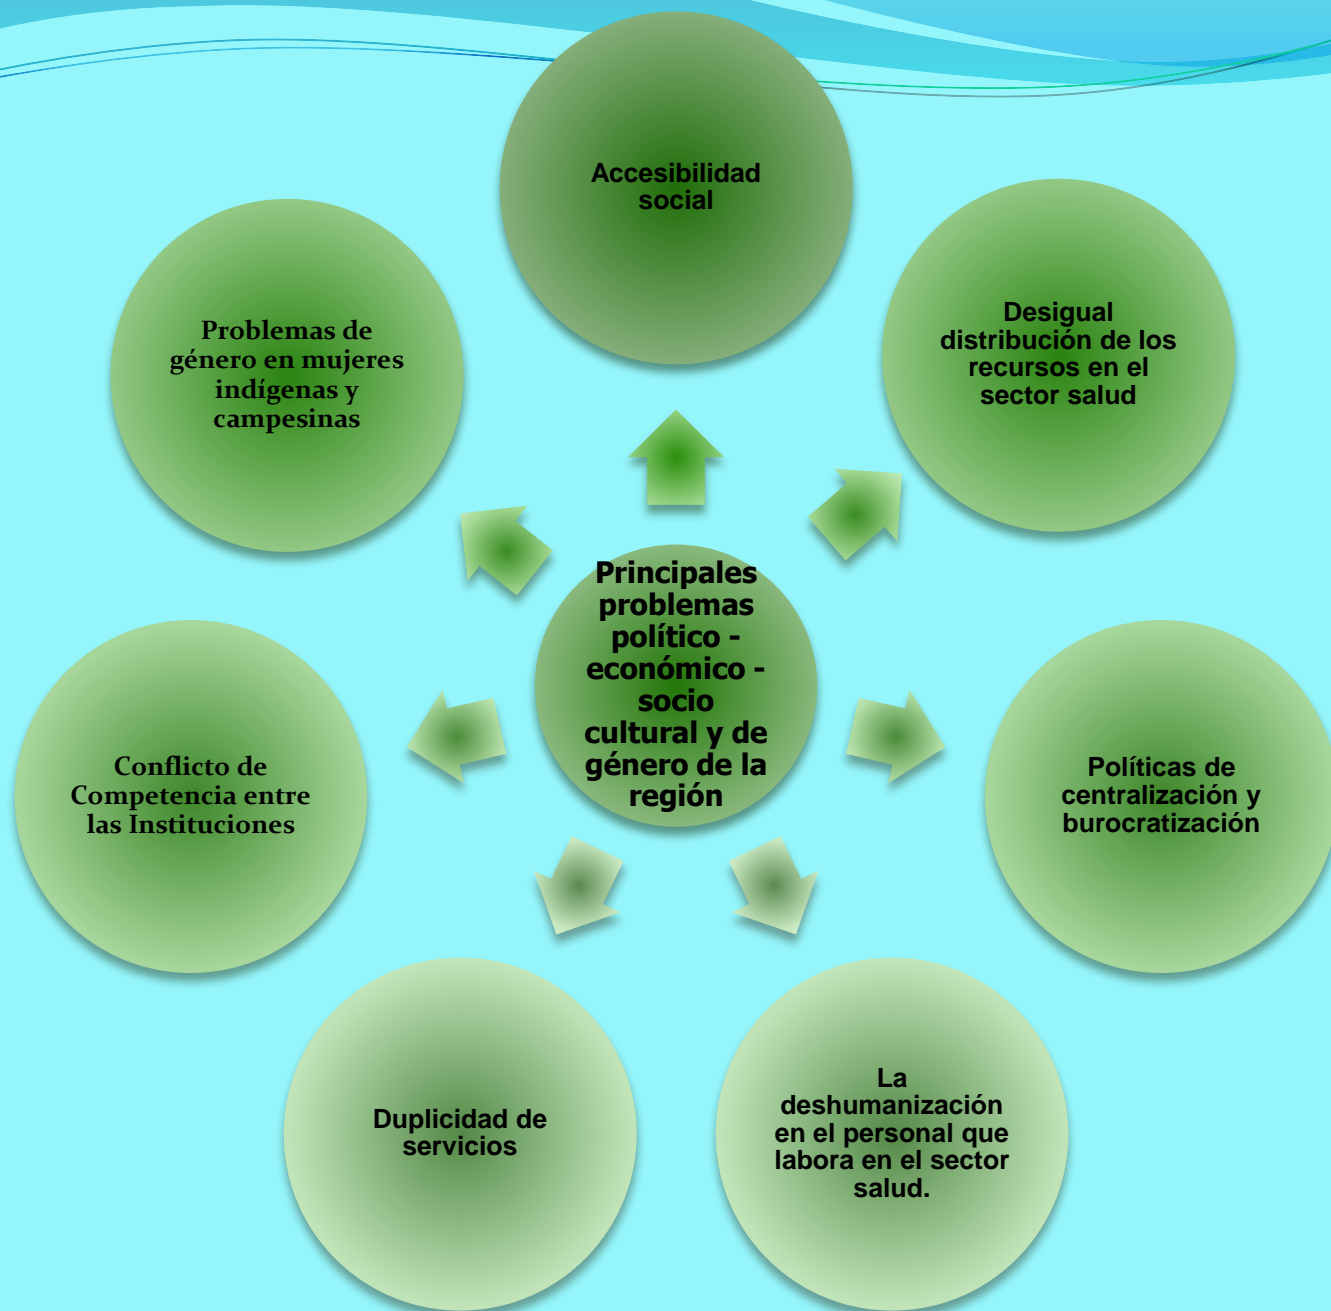 Accesibilidad
social
Desigual
distribución de los
recursos en el
sector salud
Políticas de
centralización y
burocratización
La
deshumanización
en el personal que
labora en el sector
salud.
Duplicidad de
servicios
Conflicto de
Competencia entre
las Instituciones
Problemas de
género en mujeres
indígenas y
campesinas
Principales
problemas
político -
económico -
socio
cultural y de
género de la
región